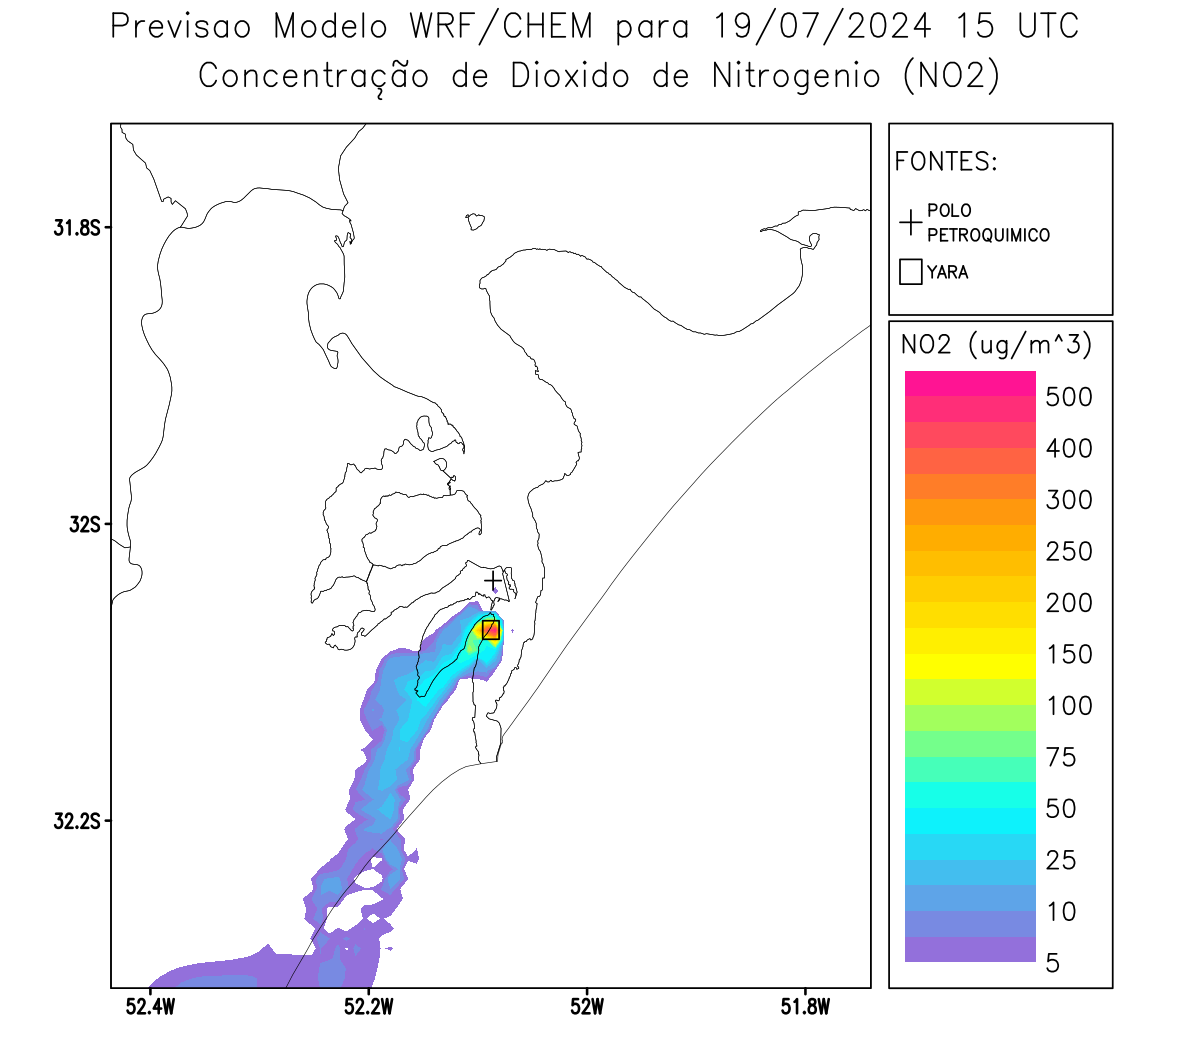 Previsao Modelo WRF/CHEM para 19/07/2024 15 UTC
Concentração de Dioxido de Nitrogenio (NO2)
FONTES:
POLO
PETROQUIMICO
YARA
31.8S
32S
32.2S
52.4W
52.2W
52W
51.8W
NO2 (ug/m^3)
500
400
300
250
200
150
100
75
50
25
10
5